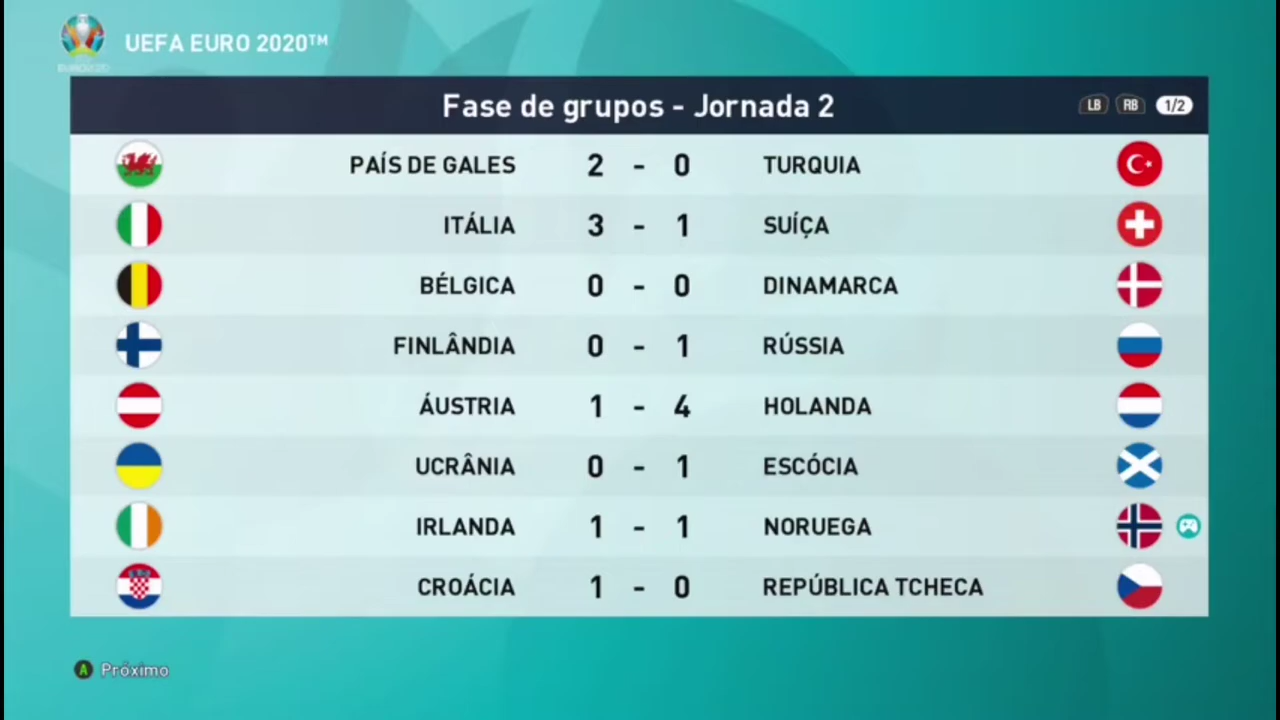 EURO2020
UEFA EURO 2020™
Fase de grupos - Jornada 2
LB RB 1/2
PAÍS DE GALES 2 - 0 TURQUIA
ITÁLIA 3 - 1 SUÍÇA
BÉLGICA 0 - 0 DINAMARCA
FINLÂNDIA 0 - 1 RÚSSIA
ÁUSTRIA 1 - 4 HOLANDA
UCRÂNIA 0 - 1 ESCÓCIA
IRLANDA 1 - 1 NORUEGA
CROÁCIA 1 - 0 REPÚBLICA TCHECA
A Próximo